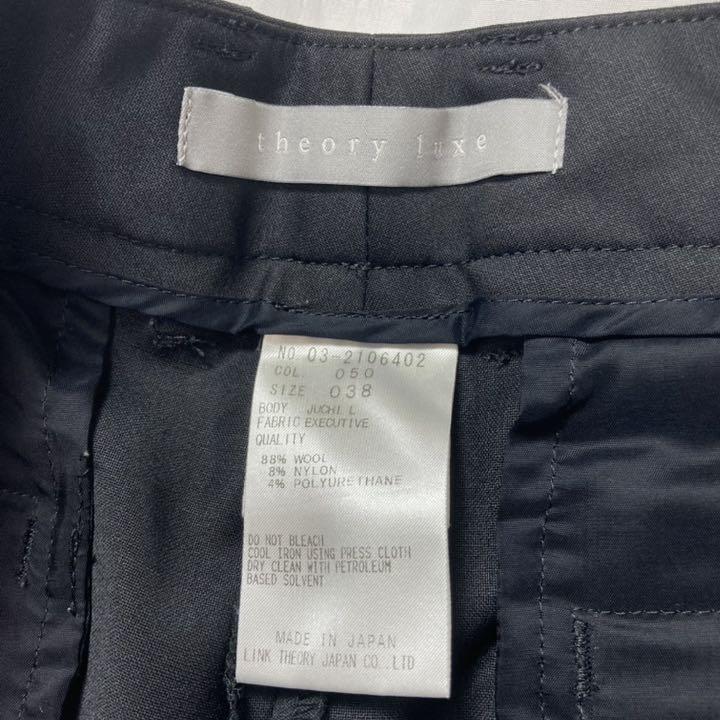 theory luxe
NO. 03-2106402
COL. 050
SIZE 038
BODY JUCHI L
FABRIC EXECUTIVE
QUALITY
88% WOOL
8% NYLON
4% POLYURETHANE
DO NOT BLEACH
COOL IRON USING PRESS CLOTH
DRY CLEAN WITH PETROLEUM
BASED SOLVENT
MADE IN JAPAN
LINK THEORY JAPAN CO.,LTD